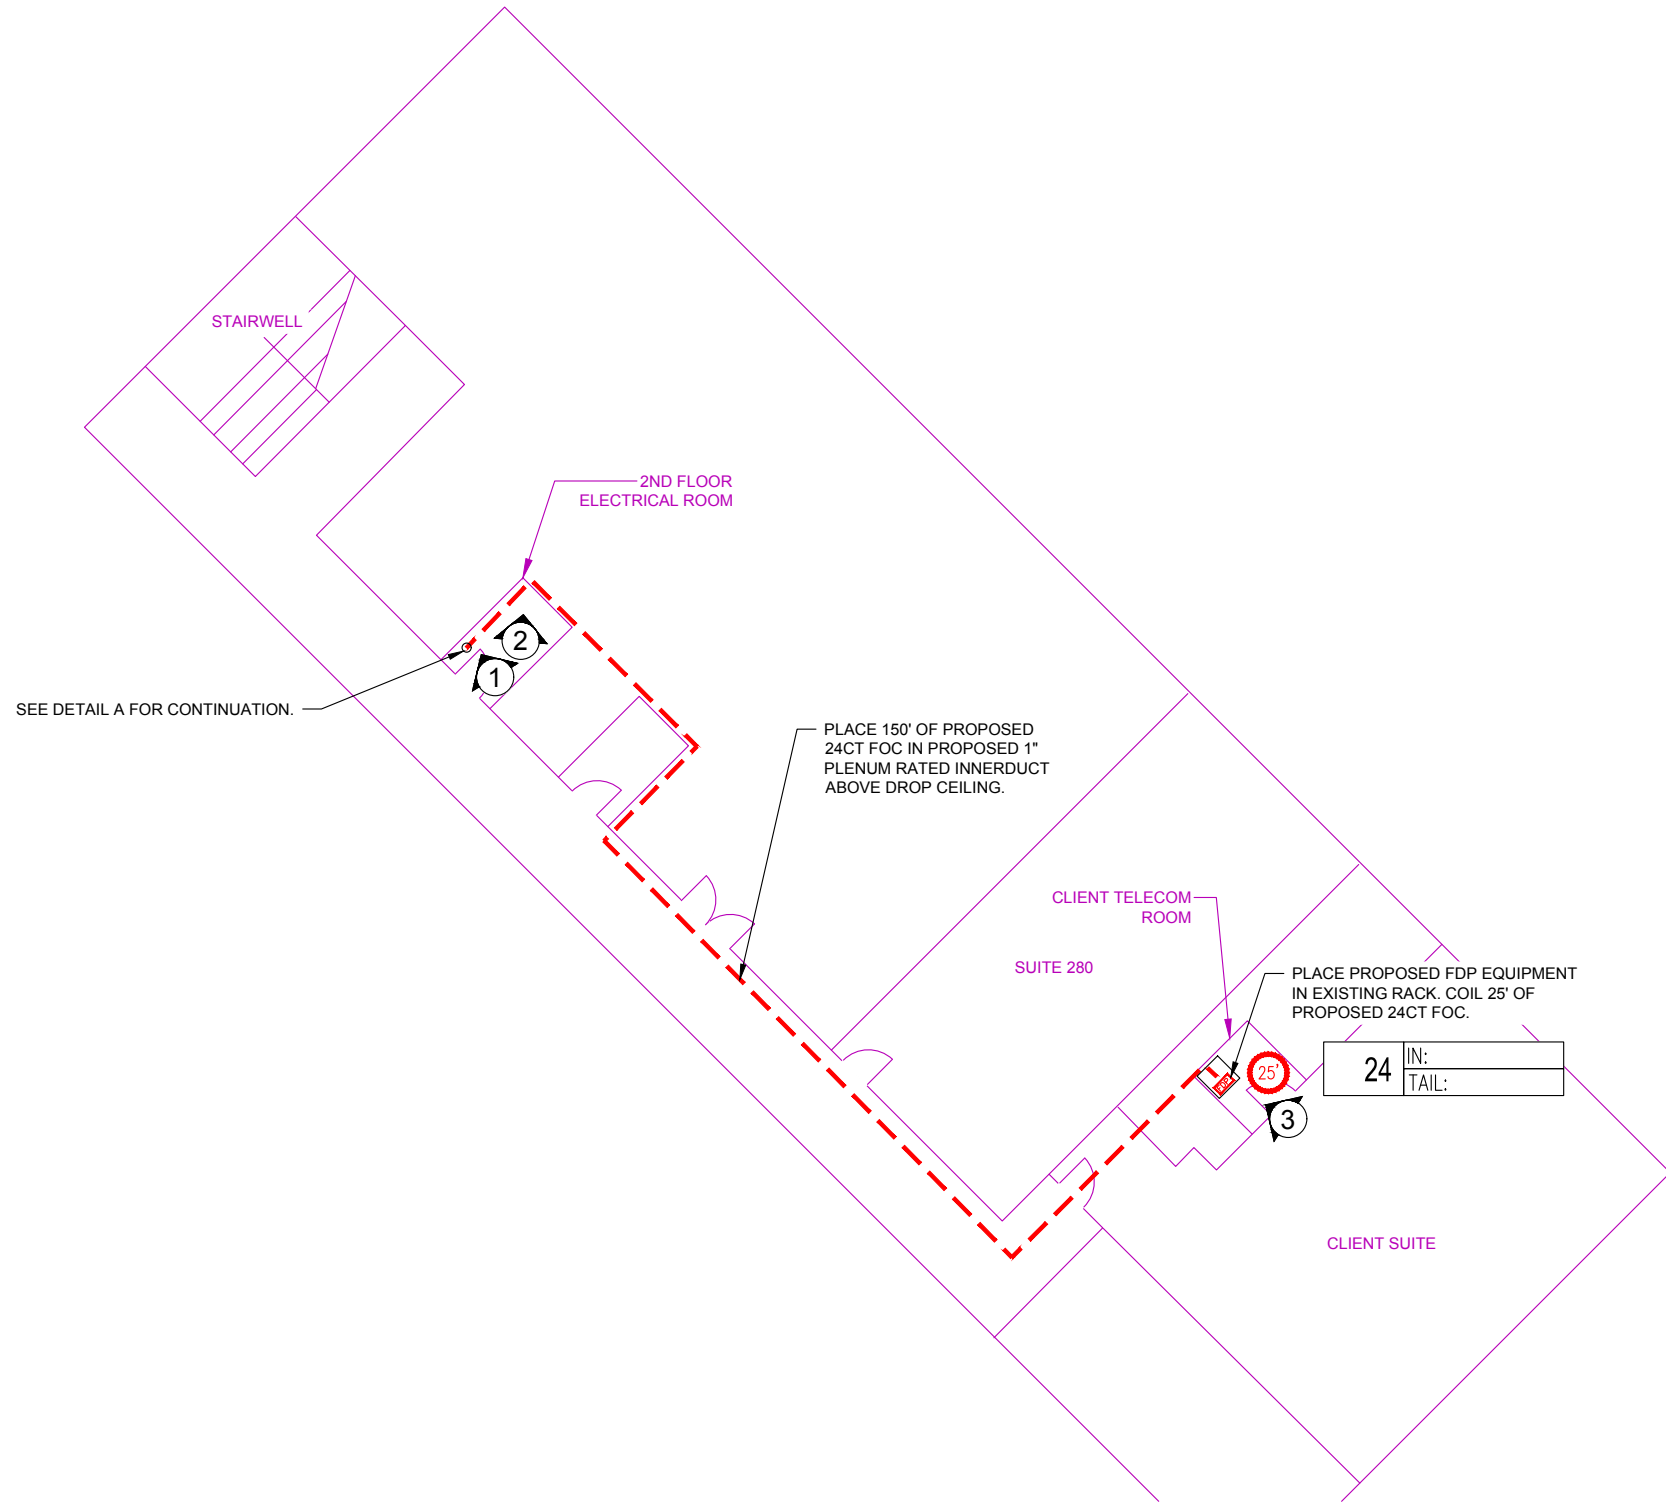 STAIRWELL
2ND FLOOR
ELECTRICAL ROOM
2
1
SEE DETAIL A FOR CONTINUATION.
PLACE 150' OF PROPOSED
24CT FOC IN PROPOSED 1"
PLENUM RATED INNERDUCT
ABOVE DROP CEILING.
CLIENT TELECOM
ROOM
SUITE 280
PLACE PROPOSED FDP EQUIPMENT
IN EXISTING RACK. COIL 25' OF
PROPOSED 24CT FOC.
FDP
25'
24
IN:
TAIL:
3
CLIENT SUITE